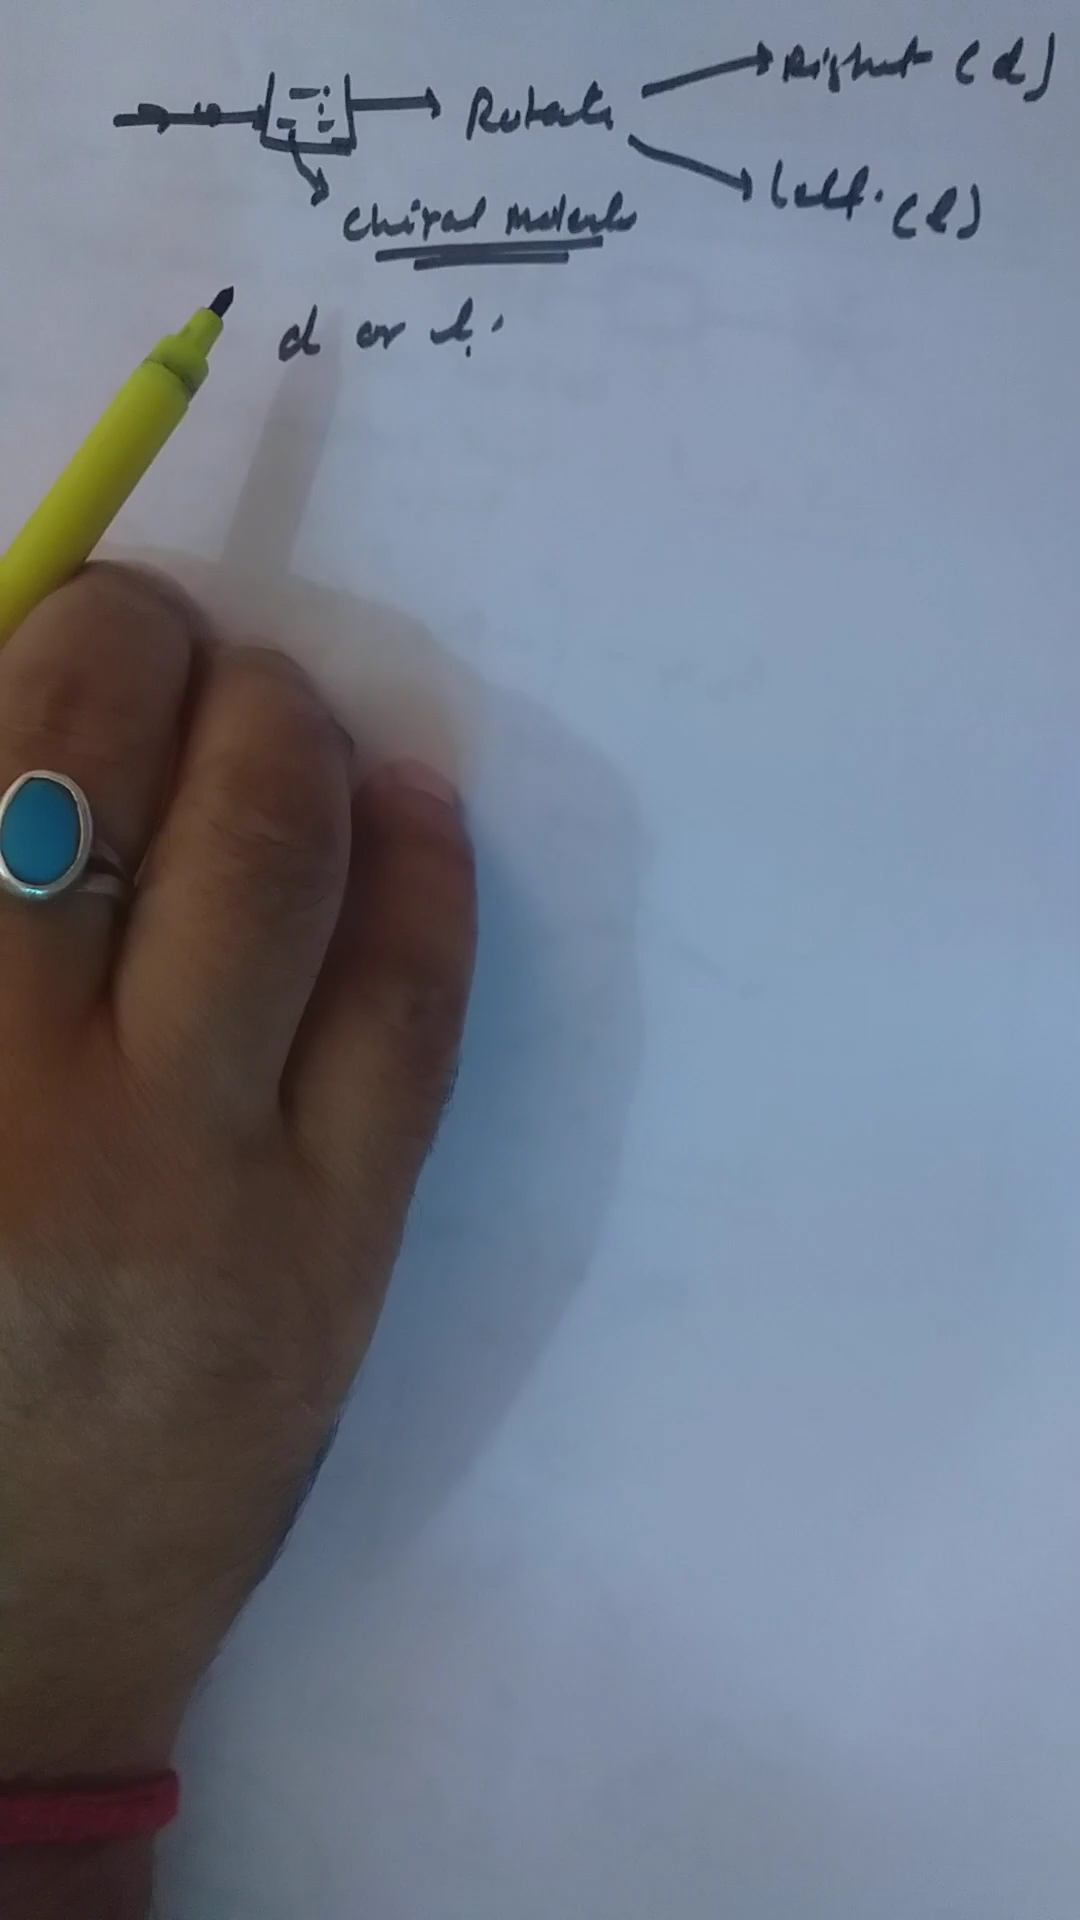 Right (d)
Rotate
Left. (l)
Chiral Molecule
d or l.